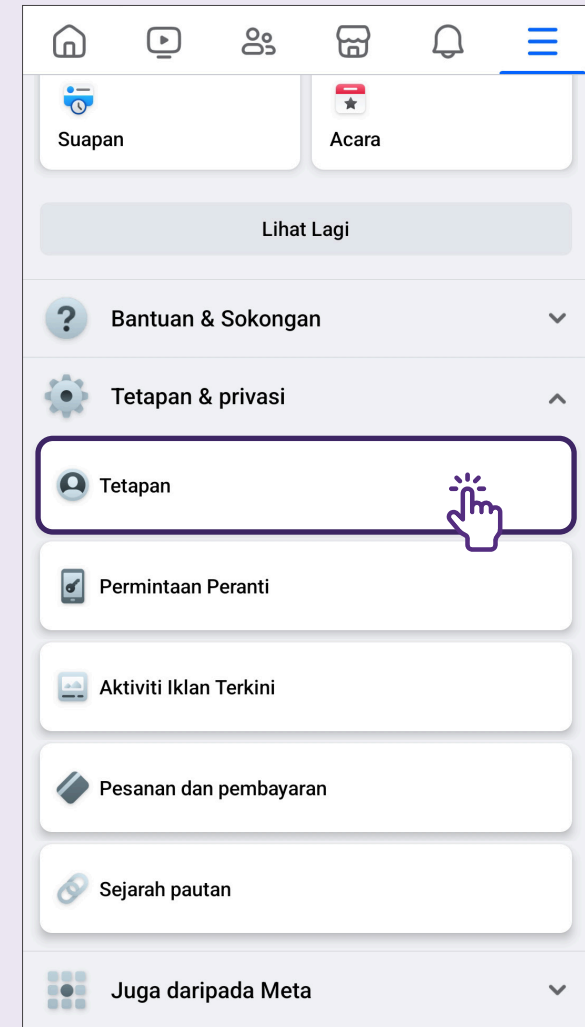 Suapan
Acara
Lihat Lagi
Bantuan & Sokongan
Tetapan & privasi
Tetapan
Permintaan Peranti
Aktiviti Iklan Terkini
Pesanan dan pembayaran
Sejarah pautan
Juga daripada Meta